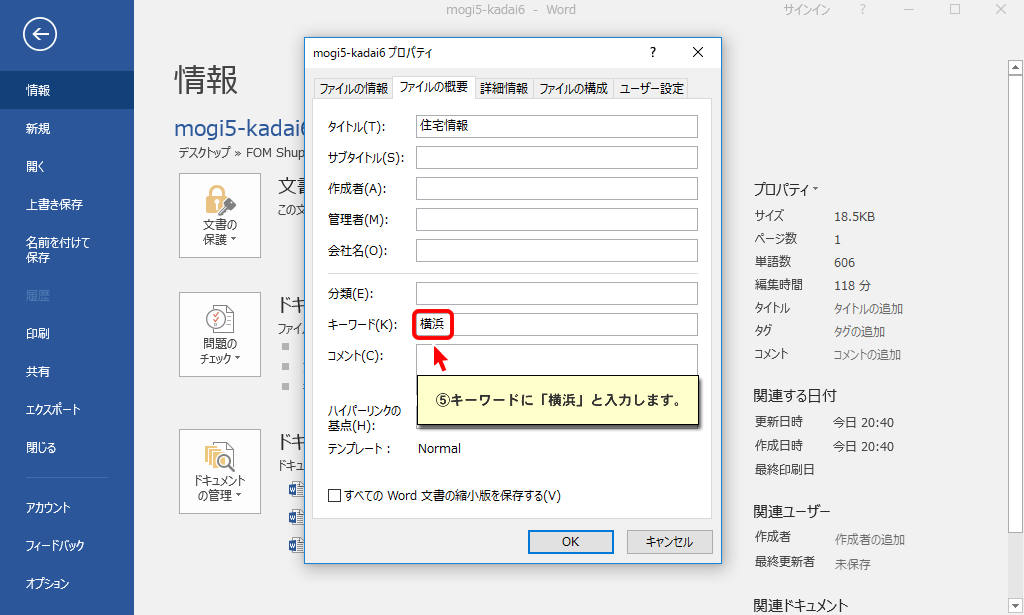 mogi5-kadai6 - Word
サインイン
?
情報
新規
開く
上書き保存
名前を付けて
保存
履歴
印刷
共有
エクスポート
閉じる
アカウント
フィードバック
オプション
情報
mogi5-kadai6
デスクトップ » FOM Shup
文書の
保護
文書
この文
問題の
チェック
ドキ
ファイ
ドキュメント
の管理
ドキ
ドキュ
mogi5-kadai6 プロパティ
?
ファイルの情報
ファイルの概要
詳細情報
ファイルの構成
ユーザー設定
タイトル(T):
住宅情報
サブタイトル(S):
作成者(A):
管理者(M):
会社名(O):
分類(E):
キーワード(K):
横浜
コメント(C):
⑤キーワードに「横浜」と入力します。
ハイパーリンクの
基点(H):
テンプレート :
Normal
すべての Word 文書の縮小版を保存する(V)
OK
キャンセル
プロパティ
サイズ 18.5KB
ページ数 1
単語数 606
編集時間 118 分
タイトル タイトルの追加
タグ タグの追加
コメント コメントの追加
関連する日付
更新日時 今日 20:40
作成日時 今日 20:40
最終印刷日
関連ユーザー
作成者 作成者の追加
最終更新者 未保存
関連ドキュメント